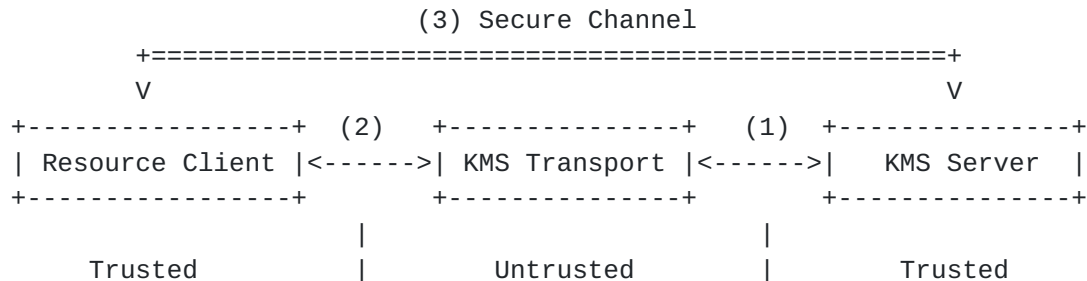 (3) Secure Channel
        +===================================================+
        V                                                   V
+-----------------+  (2)   +---------------+   (1)  +---------------+
| Resource Client |<------>| KMS Transport |<------>|   KMS Server  |
+-----------------+        +---------------+        +---------------+
                      |                         |
     Trusted          |        Untrusted        |        Trusted